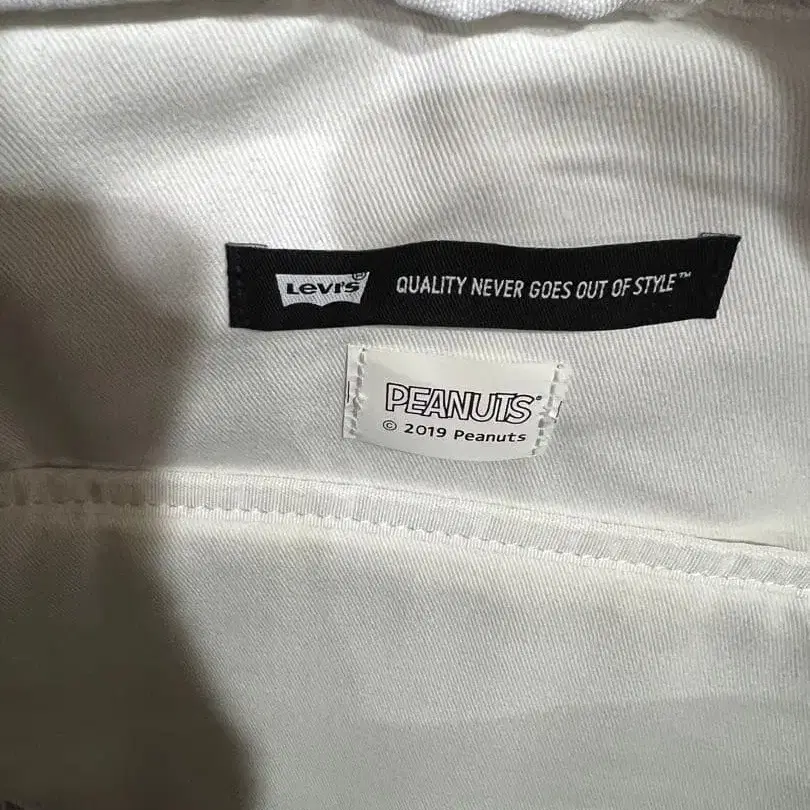 Levi's® QUALITY NEVER GOES OUT OF STYLE™
PEANUTS®
© 2019 Peanuts